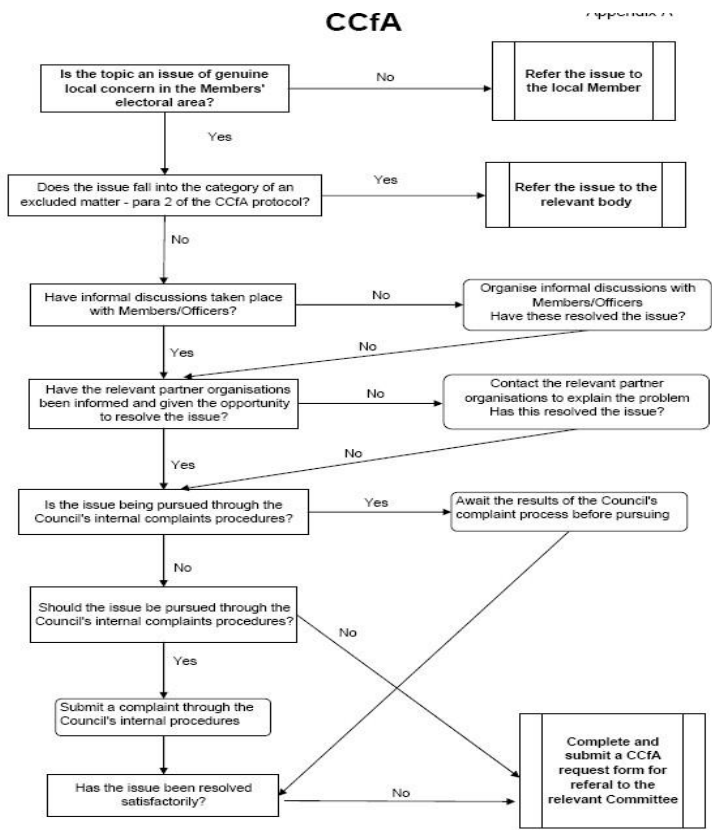 CCfA
Is the topic an issue of genuine
local concern in the Members'
electoral area?
No
Refer the issue to
the local Member
Yes
Does the issue fall into the category of an
excluded matter - para 2 of the CCfA protocol?
Yes
Refer the issue to the
relevant body
No
Have informal discussions taken place
with Members/Officers?
No
Organise informal discussions with
Members/Officers
Have these resolved the issue?
Yes
No
Have the relevant partner organisations
been informed and given the opportunity
to resolve the issue?
No
Contact the relevant partner
organisations to explain the problem
Has this resolved the issue?
Yes
No
Is the issue being pursued through the
Council's internal complaints procedures?
Yes
Await the results of the Council's
complaint process before pursuing
No
Should the issue be pursued through the
Council's internal complaints procedures?
No
Yes
Submit a complaint through the
Council's internal procedures
Has the issue been resolved
satisfactorily?
No
Complete and
submit a CCfA
request form for
referal to the
relevant Committee